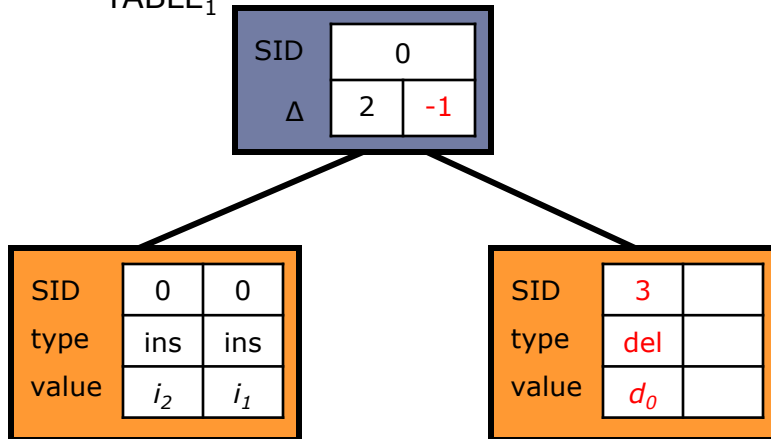 TABLE₁
SID 0
Δ 2 -1
SID 0 0
type ins ins
value i₂ i₁
SID 3
type del
value d₀